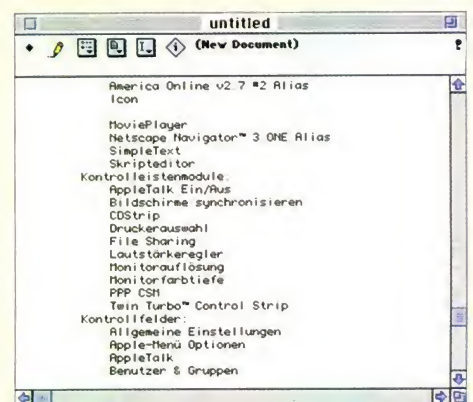 untitled
(New Document)
?
America Online v2.7 #2 Alias
Icon
MoviePlayer
Netscape Navigator™ 3 ONE Alias
SimpleText
Skripteditor
Kontrolleistenmodule:
AppleTalk Ein/Aus
Bildschirme synchronisieren
CDStrip
Druckerauswahl
File Sharing
Lautstärkeregler
Monitorauflösung
Monitorfarbtiefe
PPP CSM
Twin Turbo™ Control Strip
Kontrollfelder:
Allgemeine Einstellungen
Apple-Menü Optionen
AppleTalk
Benutzer & Gruppen